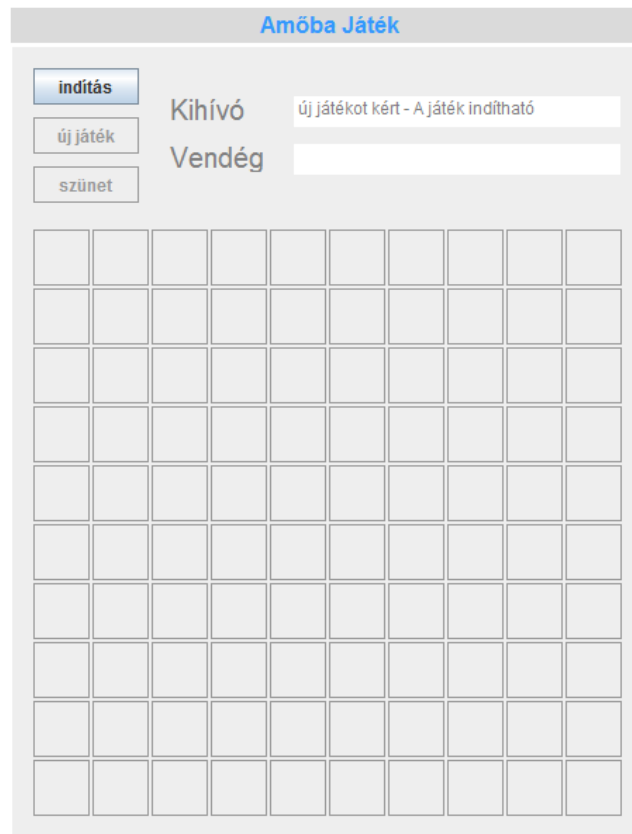 Amőba Játék
indítás
új játék
szünet
Kihívó
új játékot kért - A játék indítható
Vendég